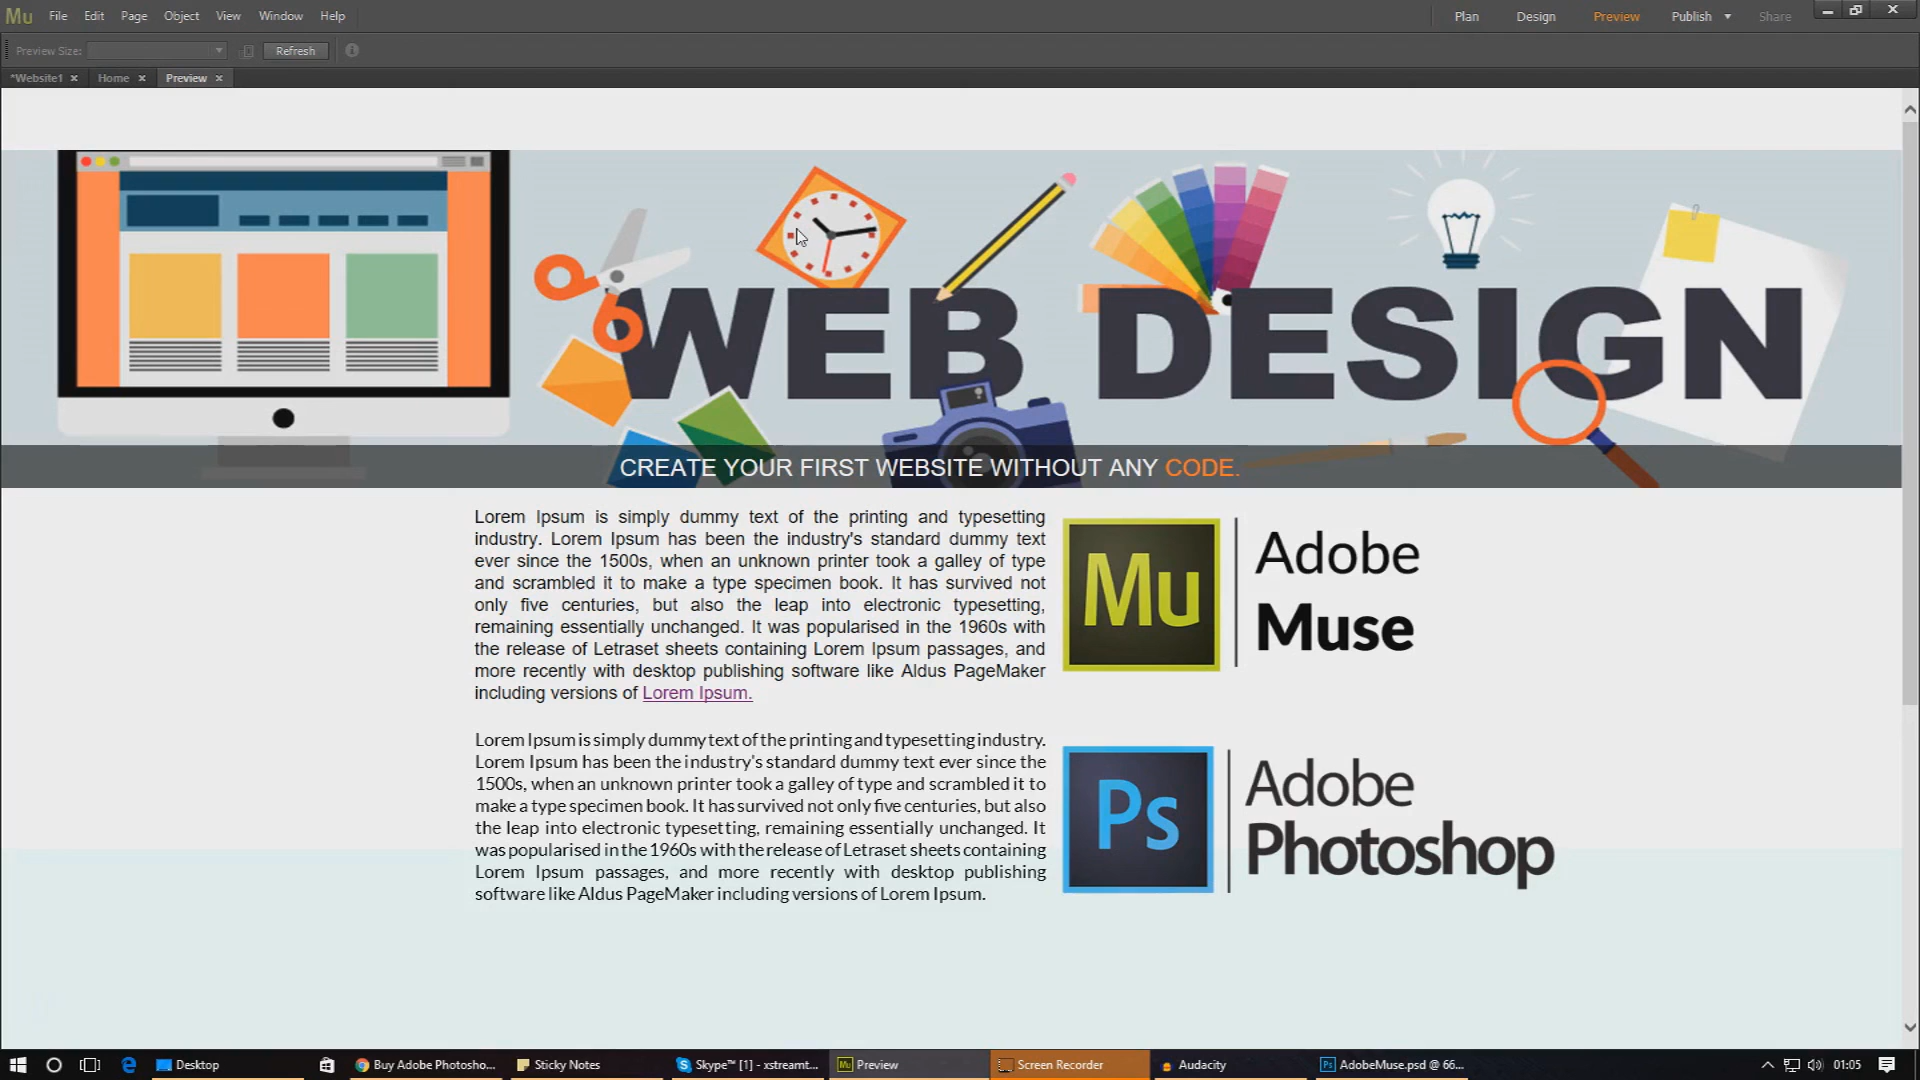 Mu File Edit Page Object View Window Help Plan Design Preview Publish Share
Preview Size: Refresh
*Website1 Home Preview
WEB DESIGN
CREATE YOUR FIRST WEBSITE WITHOUT ANY CODE.
Lorem Ipsum is simply dummy text of the printing and typesetting
industry. Lorem Ipsum has been the industry's standard dummy text
ever since the 1500s, when an unknown printer took a galley of type
and scrambled it to make a type specimen book. It has survived not
only five centuries, but also the leap into electronic typesetting,
remaining essentially unchanged. It was popularised in the 1960s with
the release of Letraset sheets containing Lorem Ipsum passages, and
more recently with desktop publishing software like Aldus PageMaker
including versions of Lorem Ipsum.
Mu
Adobe
Muse
Lorem Ipsum is simply dummy text of the printing and typesetting industry.
Lorem Ipsum has been the industry's standard dummy text ever since the
1500s, when an unknown printer took a galley of type and scrambled it to
make a type specimen book. It has survived not only five centuries, but also
the leap into electronic typesetting, remaining essentially unchanged. It
was popularised in the 1960s with the release of Letraset sheets containing
Lorem Ipsum passages, and more recently with desktop publishing
software like Aldus PageMaker including versions of Lorem Ipsum.
Ps
Adobe
Photoshop
Desktop Buy Adobe Photosho... Sticky Notes Skype™ [1] - xstreamt... Mu Preview Screen Recorder Audacity Ps AdobeMuse.psd @ 66... 01:05